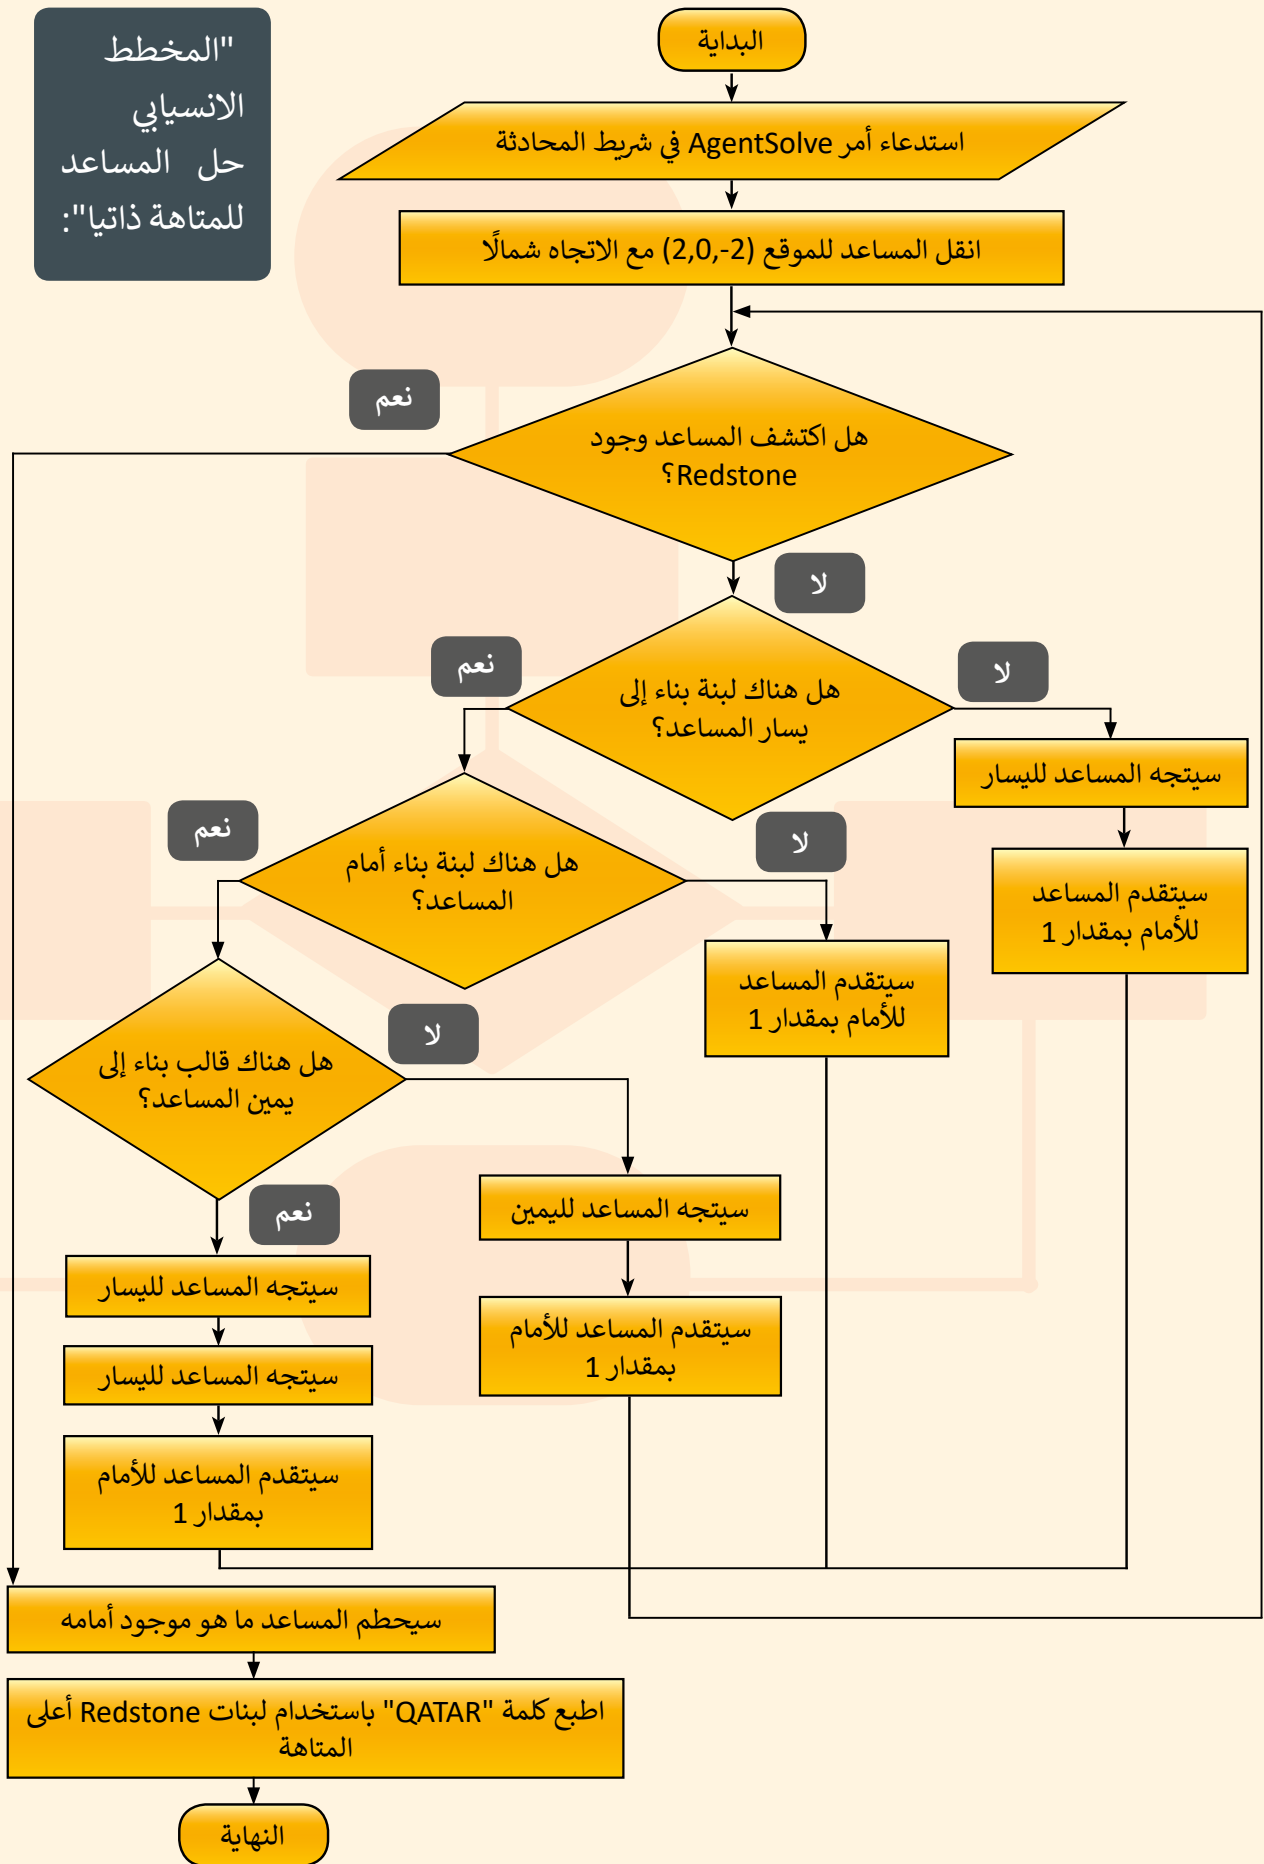 "المخطط
الانسيابي
حل المساعد
للمتاهة ذاتيا":
البداية
استدعاء أمر AgentSolve في شريط المحادثة
انقل المساعد للموقع (2,0,-2) مع الاتجاه شمالًا
نعم
هل اكتشف المساعد وجود
Redstone؟
لا
نعم
هل هناك لبنة بناء إلى
يسار المساعد؟
لا
سيتجه المساعد لليسار
سيتقدم المساعد
للأمام بمقدار 1
نعم
هل هناك لبنة بناء أمام
المساعد؟
لا
سيتقدم المساعد
للأمام بمقدار 1
هل هناك قالب بناء إلى
يمين المساعد؟
لا
سيتجه المساعد لليمين
سيتقدم المساعد للأمام
بمقدار 1
نعم
سيتجه المساعد لليسار
سيتجه المساعد لليسار
سيتقدم المساعد للأمام
بمقدار 1
سيحطم المساعد ما هو موجود أمامه
اطبع كلمة "QATAR" باستخدام لبنات Redstone أعلى
المتاهة
النهاية